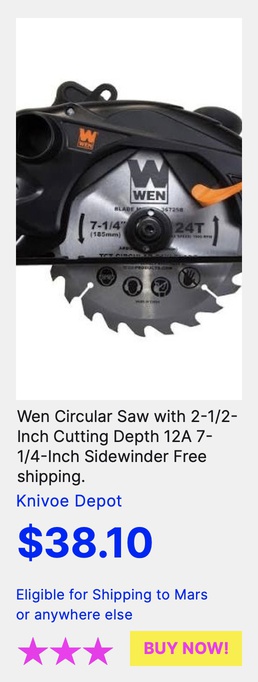 WEN
W
WEN
7-1/4"
(185mm)
24T
Wen Circular Saw with 2-1/2-
Inch Cutting Depth 12A 7-
1/4-Inch Sidewinder Free
shipping.
Knivoe Depot
$38.10
Eligible for Shipping to Mars
or anywhere else
BUY NOW!